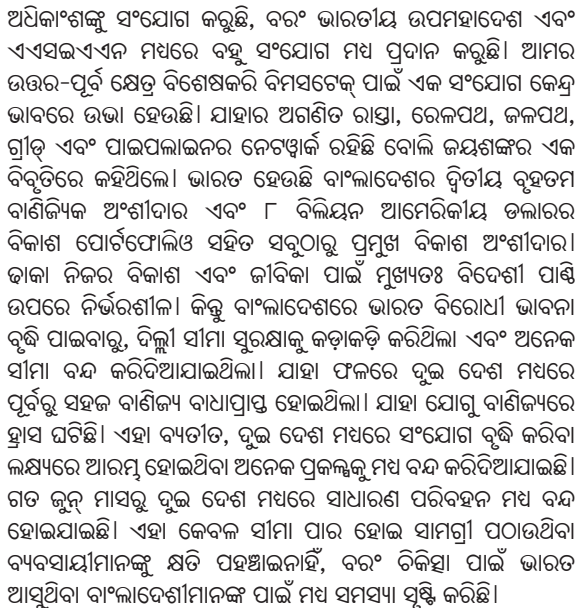 ଅଧିକାଂଶଙ୍କୁ ସଂଯୋଗ କରୁଛି, ବରଂ ଭାରତୀୟ ଉପମହାଦେଶ ଏବଂ
ଏଏସଇଏଏନ ମଧ୍ୟରେ ବହୁ ସଂଯୋଗ ମଧ୍ୟ ପ୍ରଦାନ କରୁଛି। ଆମର
ଉତ୍ତର-ପୂର୍ବ କ୍ଷେତ୍ର ବିଶେଷକରି ବିମସଟେକ୍ ପାଇଁ ଏକ ସଂଯୋଗ କେନ୍ଦ୍ର
ଭାବରେ ଉଭା ହେଉଛି। ଯାହାର ଅଗଣିତ ରାସ୍ତା, ରେଳପଥ, ଜଳପଥ,
ଗ୍ରୀଡ୍ ଏବଂ ପାଇପଲାଇନର ନେଟୱାର୍କ ରହିଛି ବୋଲି ଜୟଶଙ୍କର ଏକ
ବିବୃତିରେ କହିଥିଲେ। ଭାରତ ହେଉଛି ବାଂଲାଦେଶର ଦ୍ୱିତୀୟ ବୃହତମ
ବାଣିଜ୍ୟିକ ଅଂଶୀଦାର ଏବଂ ୮ ବିଲିୟନ ଆମେରିକୀୟ ଡଲାରର
ବିକାଶ ପୋର୍ଟଫୋଲିଓ ସହିତ ସବୁଠାରୁ ପ୍ରମୁଖ ବିକାଶ ଅଂଶୀଦାର।
ଢାକା ନିଜର ବିକାଶ ଏବଂ ଜୀବିକା ପାଇଁ ମୁଖ୍ୟତଃ ବିଦେଶୀ ପାଣ୍ଠି
ଉପରେ ନିର୍ଭରଶୀଳ। କିନ୍ତୁ ବାଂଲାଦେଶରେ ଭାରତ ବିରୋଧୀ ଭାବନା
ବୃଦ୍ଧି ପାଇବାରୁ, ଦିଲ୍ଲୀ ସୀମା ସୁରକ୍ଷାକୁ କଡ଼ାକଡ଼ି କରିଥିଲା ଏବଂ ଅନେକ
ସୀମା ବନ୍ଦ କରିଦିଆଯାଇଥିଲା। ଯାହା ଫଳରେ ଦୁଇ ଦେଶ ମଧ୍ୟରେ
ପୂର୍ବରୁ ସହଜ ବାଣିଜ୍ୟ ବାଧାପ୍ରାପ୍ତ ହୋଇଥିଲା। ଯାହା ଯୋଗୁ ବାଣିଜ୍ୟରେ
ହ୍ରାସ ଘଟିଛି। ଏହା ବ୍ୟତୀତ, ଦୁଇ ଦେଶ ମଧ୍ୟରେ ସଂଯୋଗ ବୃଦ୍ଧି କରିବା
ଲକ୍ଷ୍ୟରେ ଆରମ୍ଭ ହୋଇଥିବା ଅନେକ ପ୍ରକଳ୍ପକୁ ମଧ୍ୟ ବନ୍ଦ କରିଦିଆଯାଇଛି।
ଗତ ଜୁନ୍ ମାସରୁ ଦୁଇ ଦେଶ ମଧ୍ୟରେ ସାଧାରଣ ପରିବହନ ମଧ୍ୟ ବନ୍ଦ
ହୋଇଯାଇଛି। ଏହା କେବଳ ସୀମା ପାର ହୋଇ ସାମଗ୍ରୀ ପଠାଉଥିବା
ବ୍ୟବସାୟୀମାନଙ୍କୁ କ୍ଷତି ପହଞ୍ଚାଇନାହିଁ, ବରଂ ଚିକିତ୍ସା ପାଇଁ ଭାରତ
ଆସୁଥିବା ବାଂଲାଦେଶୀମାନଙ୍କ ପାଇଁ ମଧ୍ୟ ସମସ୍ୟା ସୃଷ୍ଟି କରିଛି।